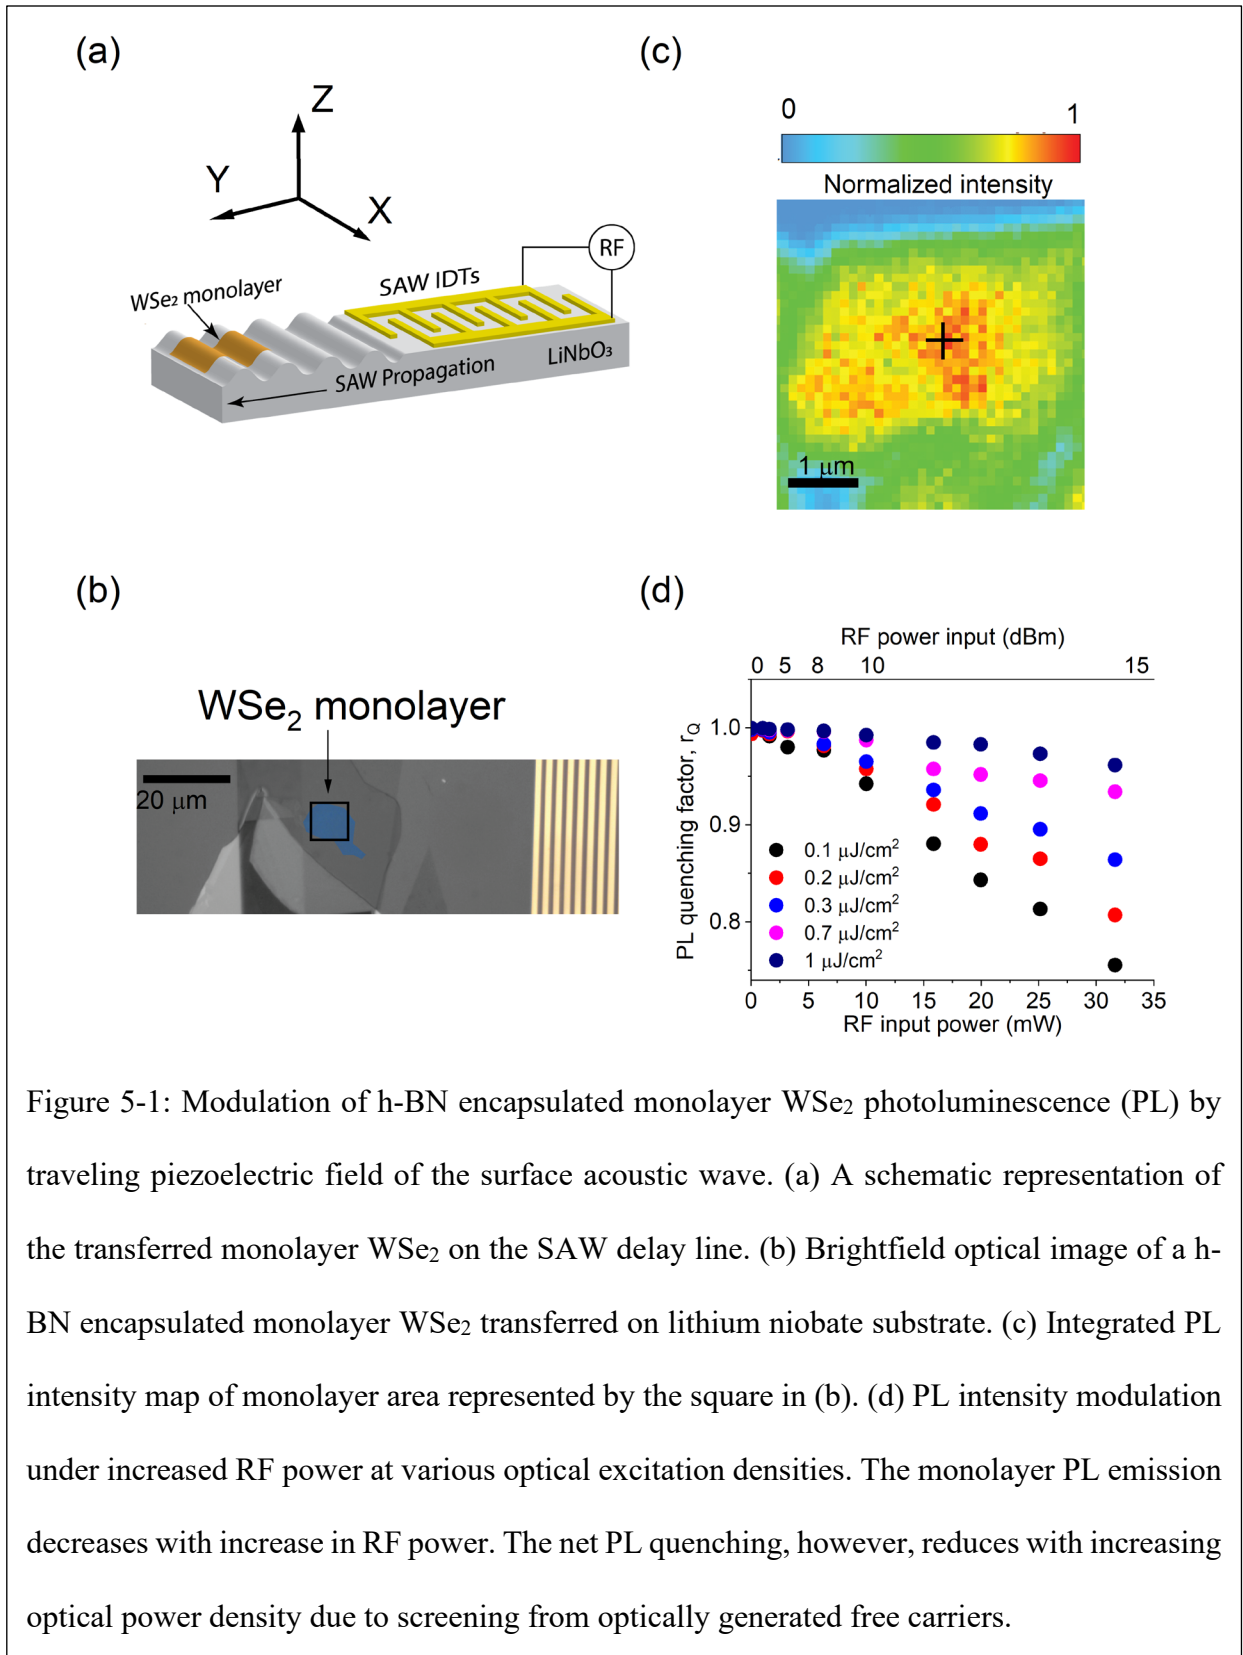 (a)
Z
Y
X
RF
SAW IDTs
WSe₂ monolayer
LiNbO₃
SAW Propagation
(c)
0 1
Normalized intensity
1 μm
(b)
WSe₂ monolayer
20 μm
(d)
RF power input (dBm)
0 5 8 10 15
1.0
0.9
0.8
PL quenching factor, r_Q
0.1 μJ/cm²
0.2 μJ/cm²
0.3 μJ/cm²
0.7 μJ/cm²
1 μJ/cm²
0 5 10 15 20 25 30 35
RF input power (mW)
Figure 5-1: Modulation of h-BN encapsulated monolayer WSe₂ photoluminescence (PL) by
traveling piezoelectric field of the surface acoustic wave. (a) A schematic representation of
the transferred monolayer WSe₂ on the SAW delay line. (b) Brightfield optical image of a h-
BN encapsulated monolayer WSe₂ transferred on lithium niobate substrate. (c) Integrated PL
intensity map of monolayer area represented by the square in (b). (d) PL intensity modulation
under increased RF power at various optical excitation densities. The monolayer PL emission
decreases with increase in RF power. The net PL quenching, however, reduces with increasing
optical power density due to screening from optically generated free carriers.